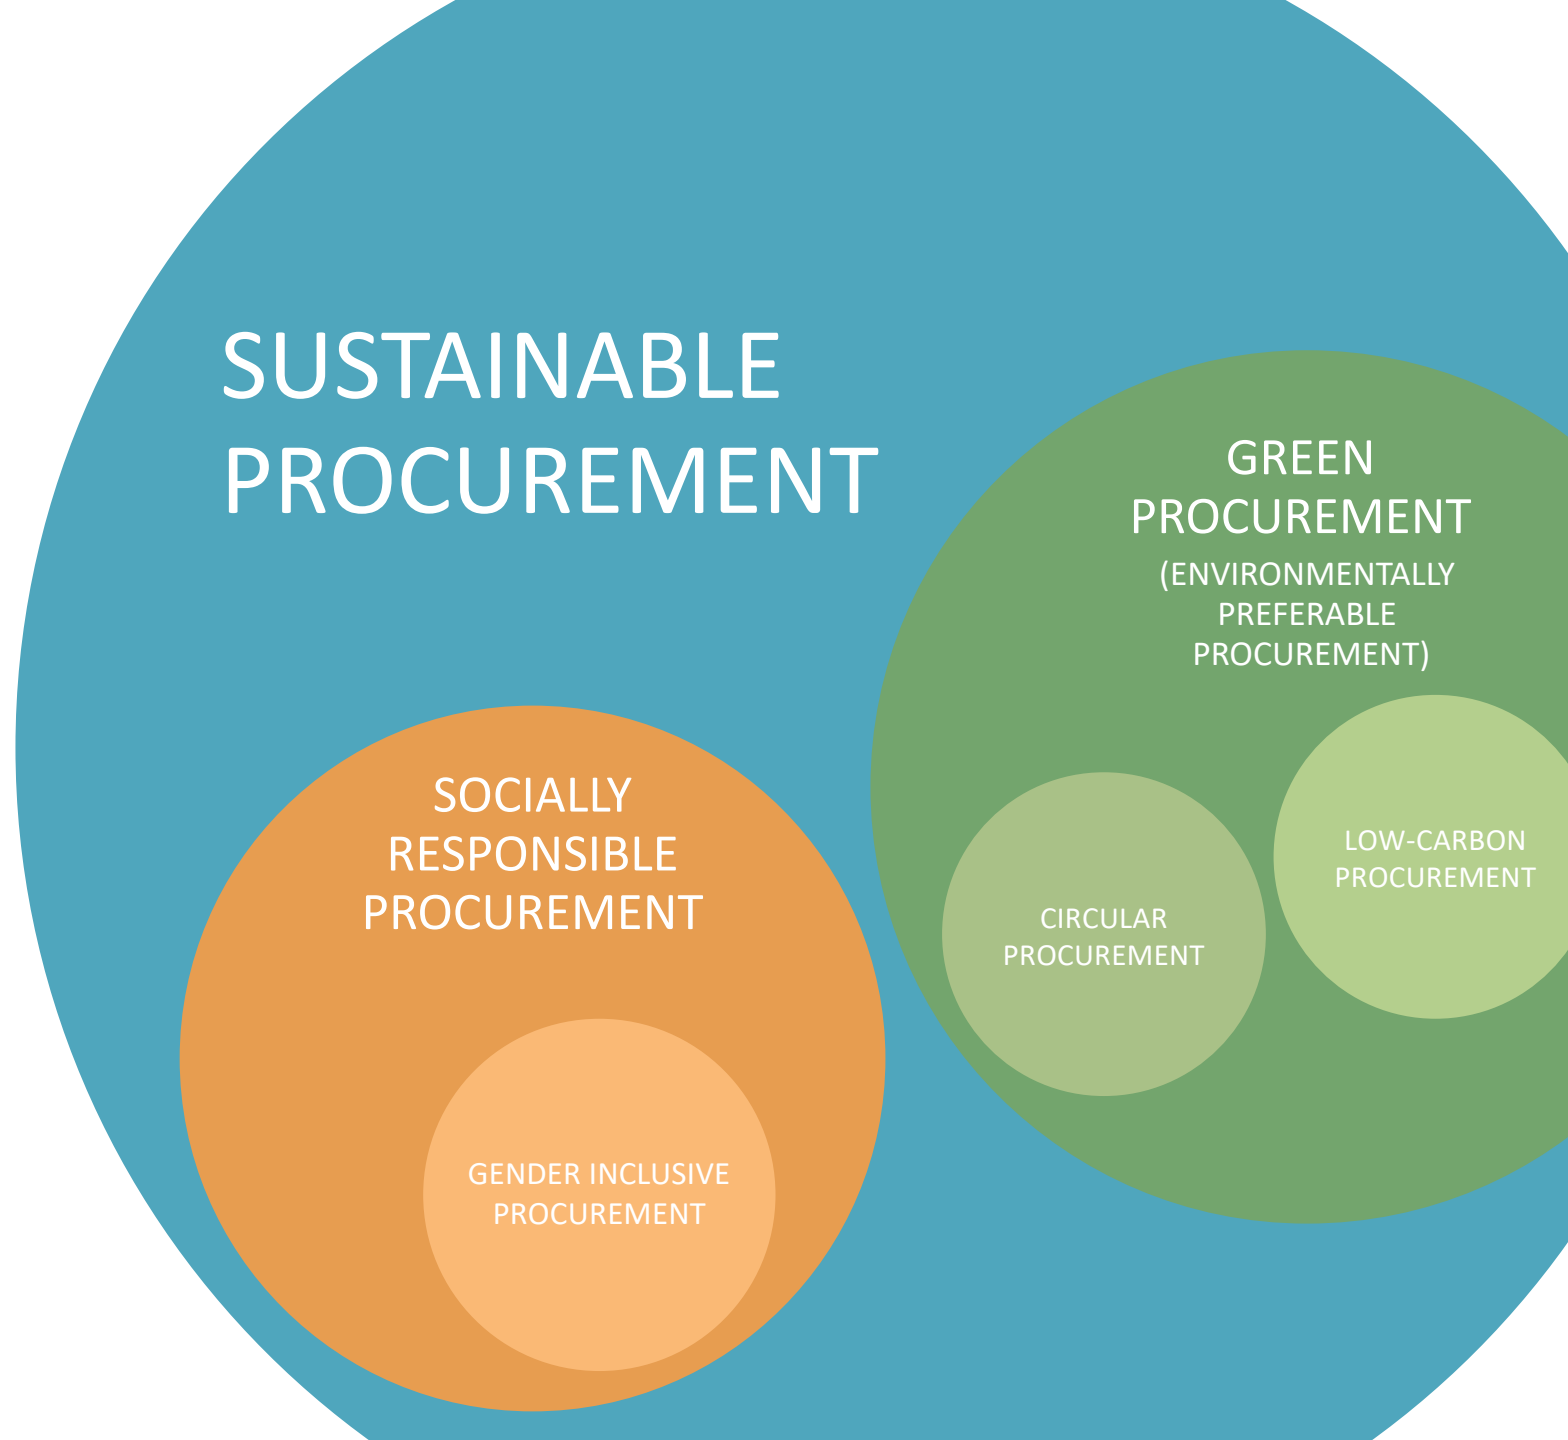 SUSTAINABLE
PROCUREMENT
GREEN
PROCUREMENT
(ENVIRONMENTALLY
PREFERABLE
PROCUREMENT)
SOCIALLY
RESPONSIBLE
PROCUREMENT
LOW-CARBON
PROCUREMENT
CIRCULAR
PROCUREMENT
GENDER INCLUSIVE
PROCUREMENT